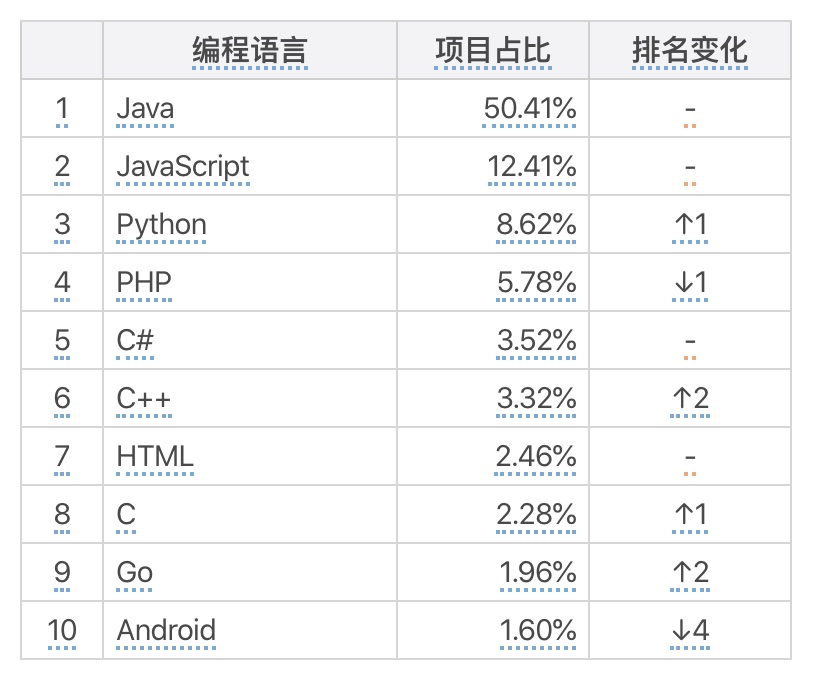 编程语言 项目占比 排名变化
1 Java 50.41% -
2 JavaScript 12.41% -
3 Python 8.62% ↑1
4 PHP 5.78% ↓1
5 C# 3.52% -
6 C++ 3.32% ↑2
7 HTML 2.46% -
8 C 2.28% ↑1
9 Go 1.96% ↑2
10 Android 1.60% ↓4